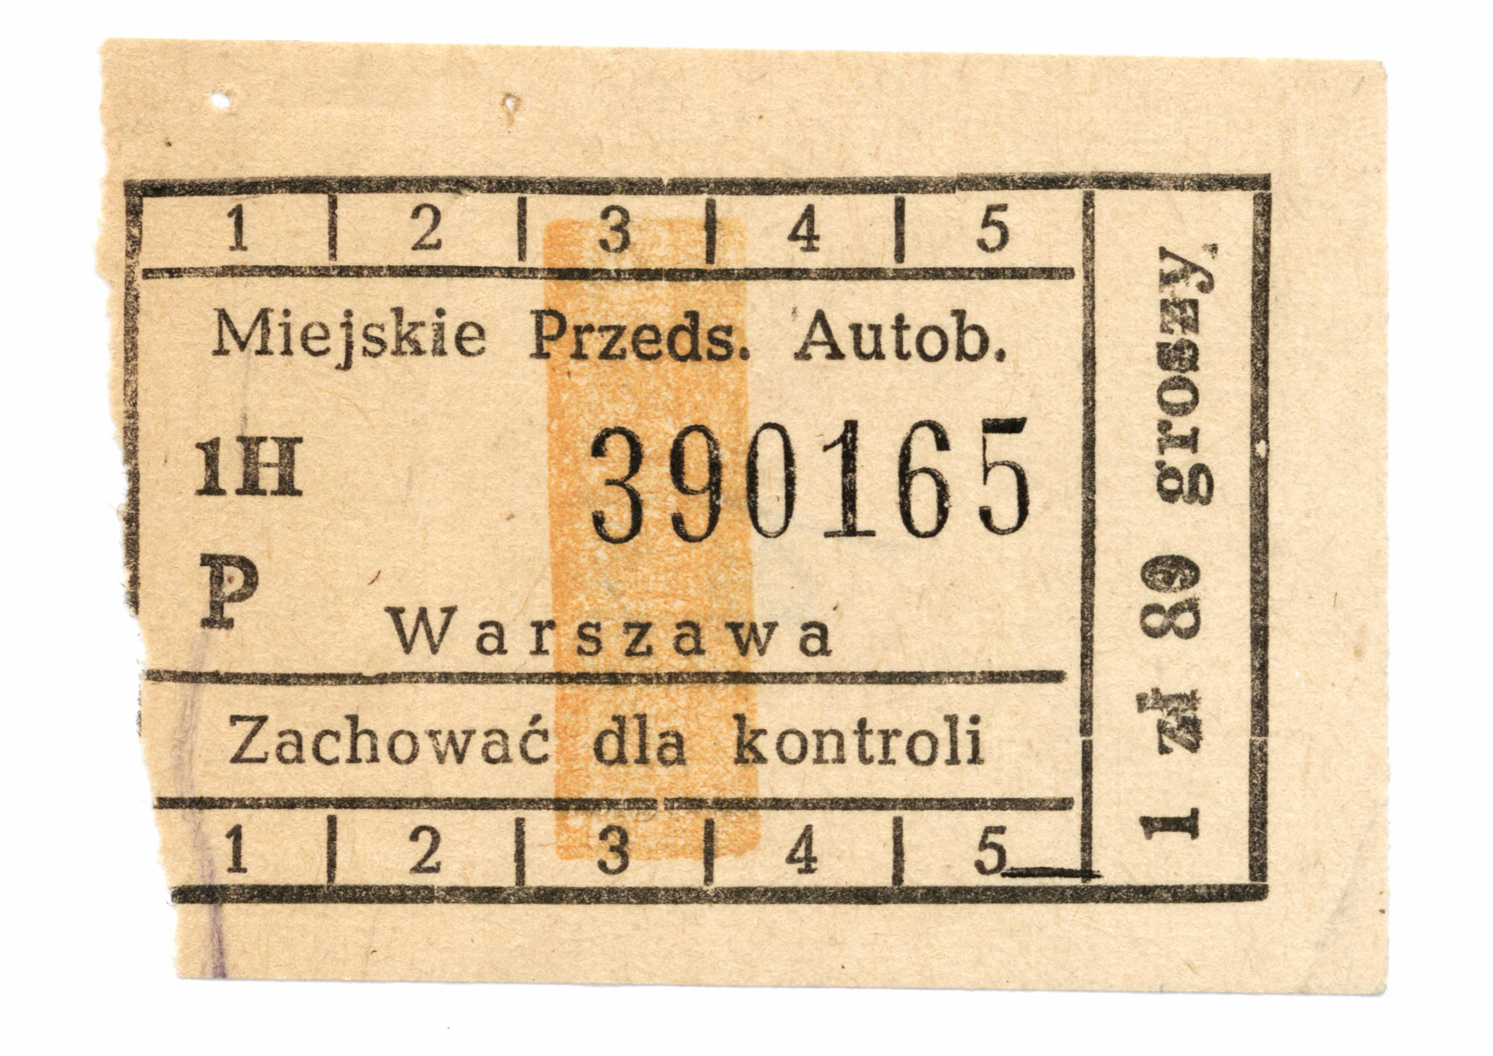 1 | 2 | 3 | 4 | 5
Miejskie Przeds. Autob.
1H 390165
P
Warszawa
Zachować dla kontroli
1 | 2 | 3 | 4 | 5
1 zł 89 groszy.